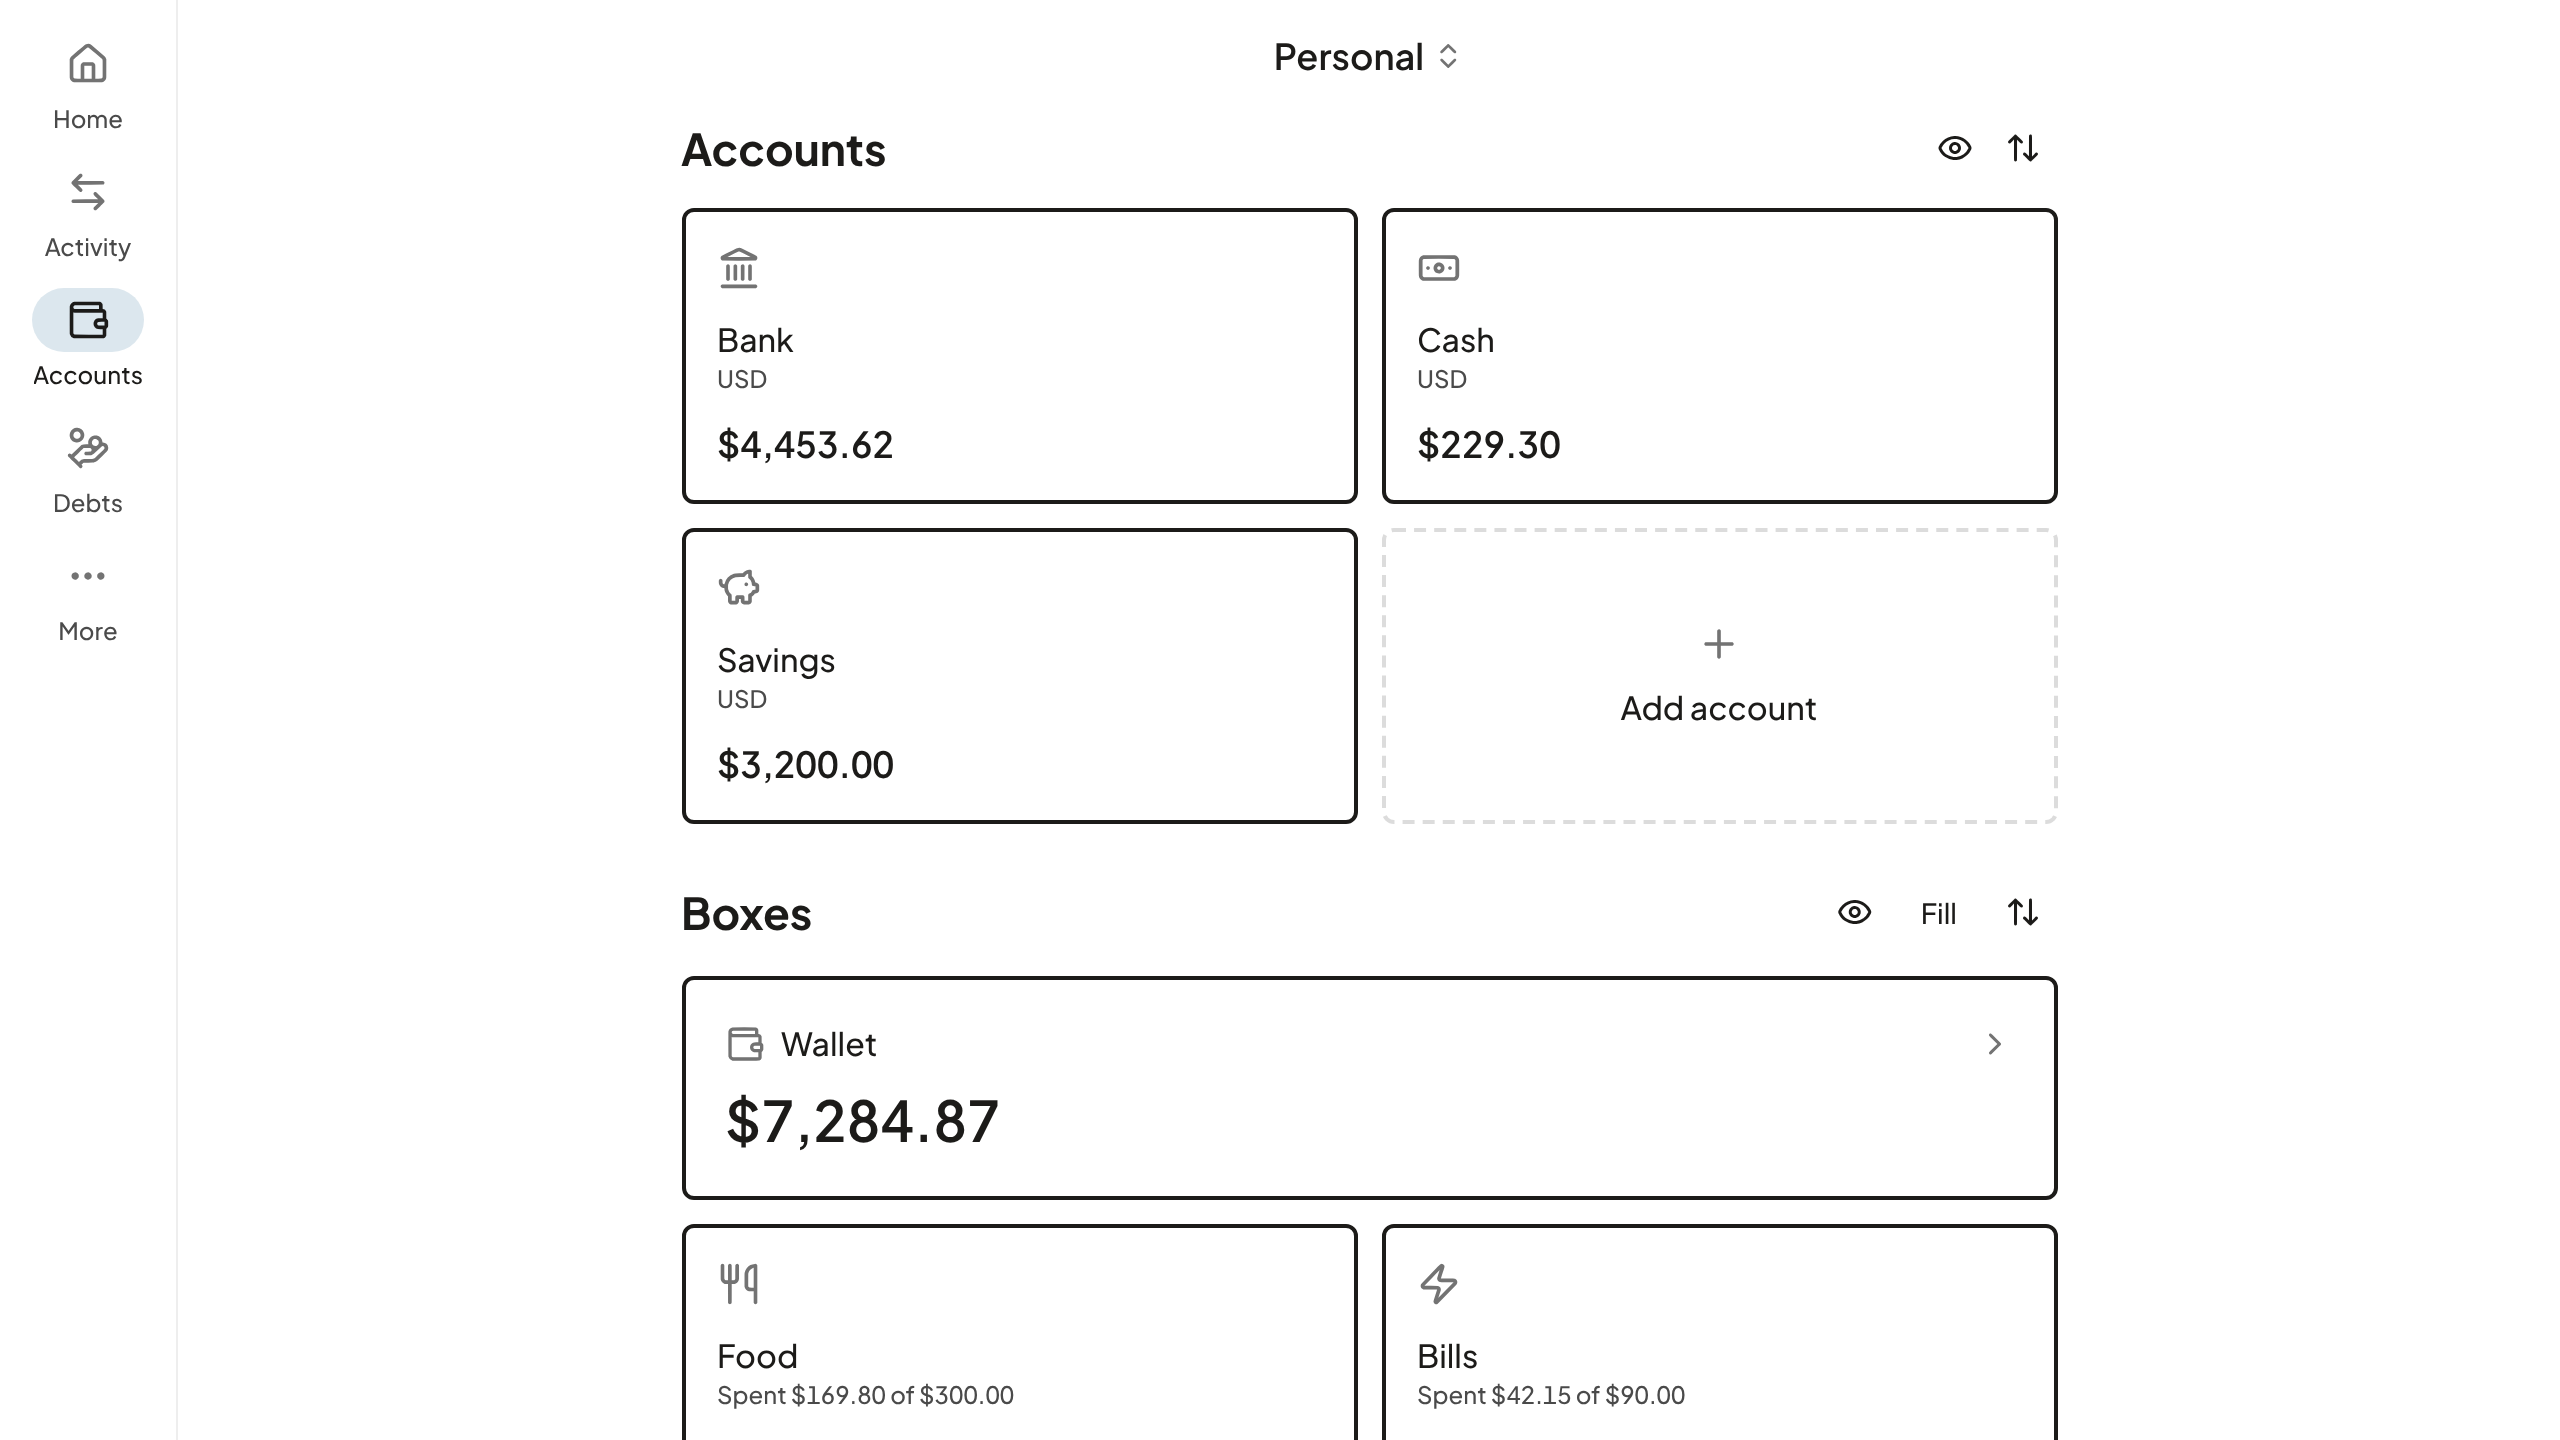 Home
Activity
Accounts
Debts
More
Personal
Accounts
Bank
USD
$4,453.62
Cash
USD
$229.30
Savings
USD
$3,200.00
Add account
Boxes
Fill
Wallet
$7,284.87
Food
Spent $169.80 of $300.00
Bills
Spent $42.15 of $90.00